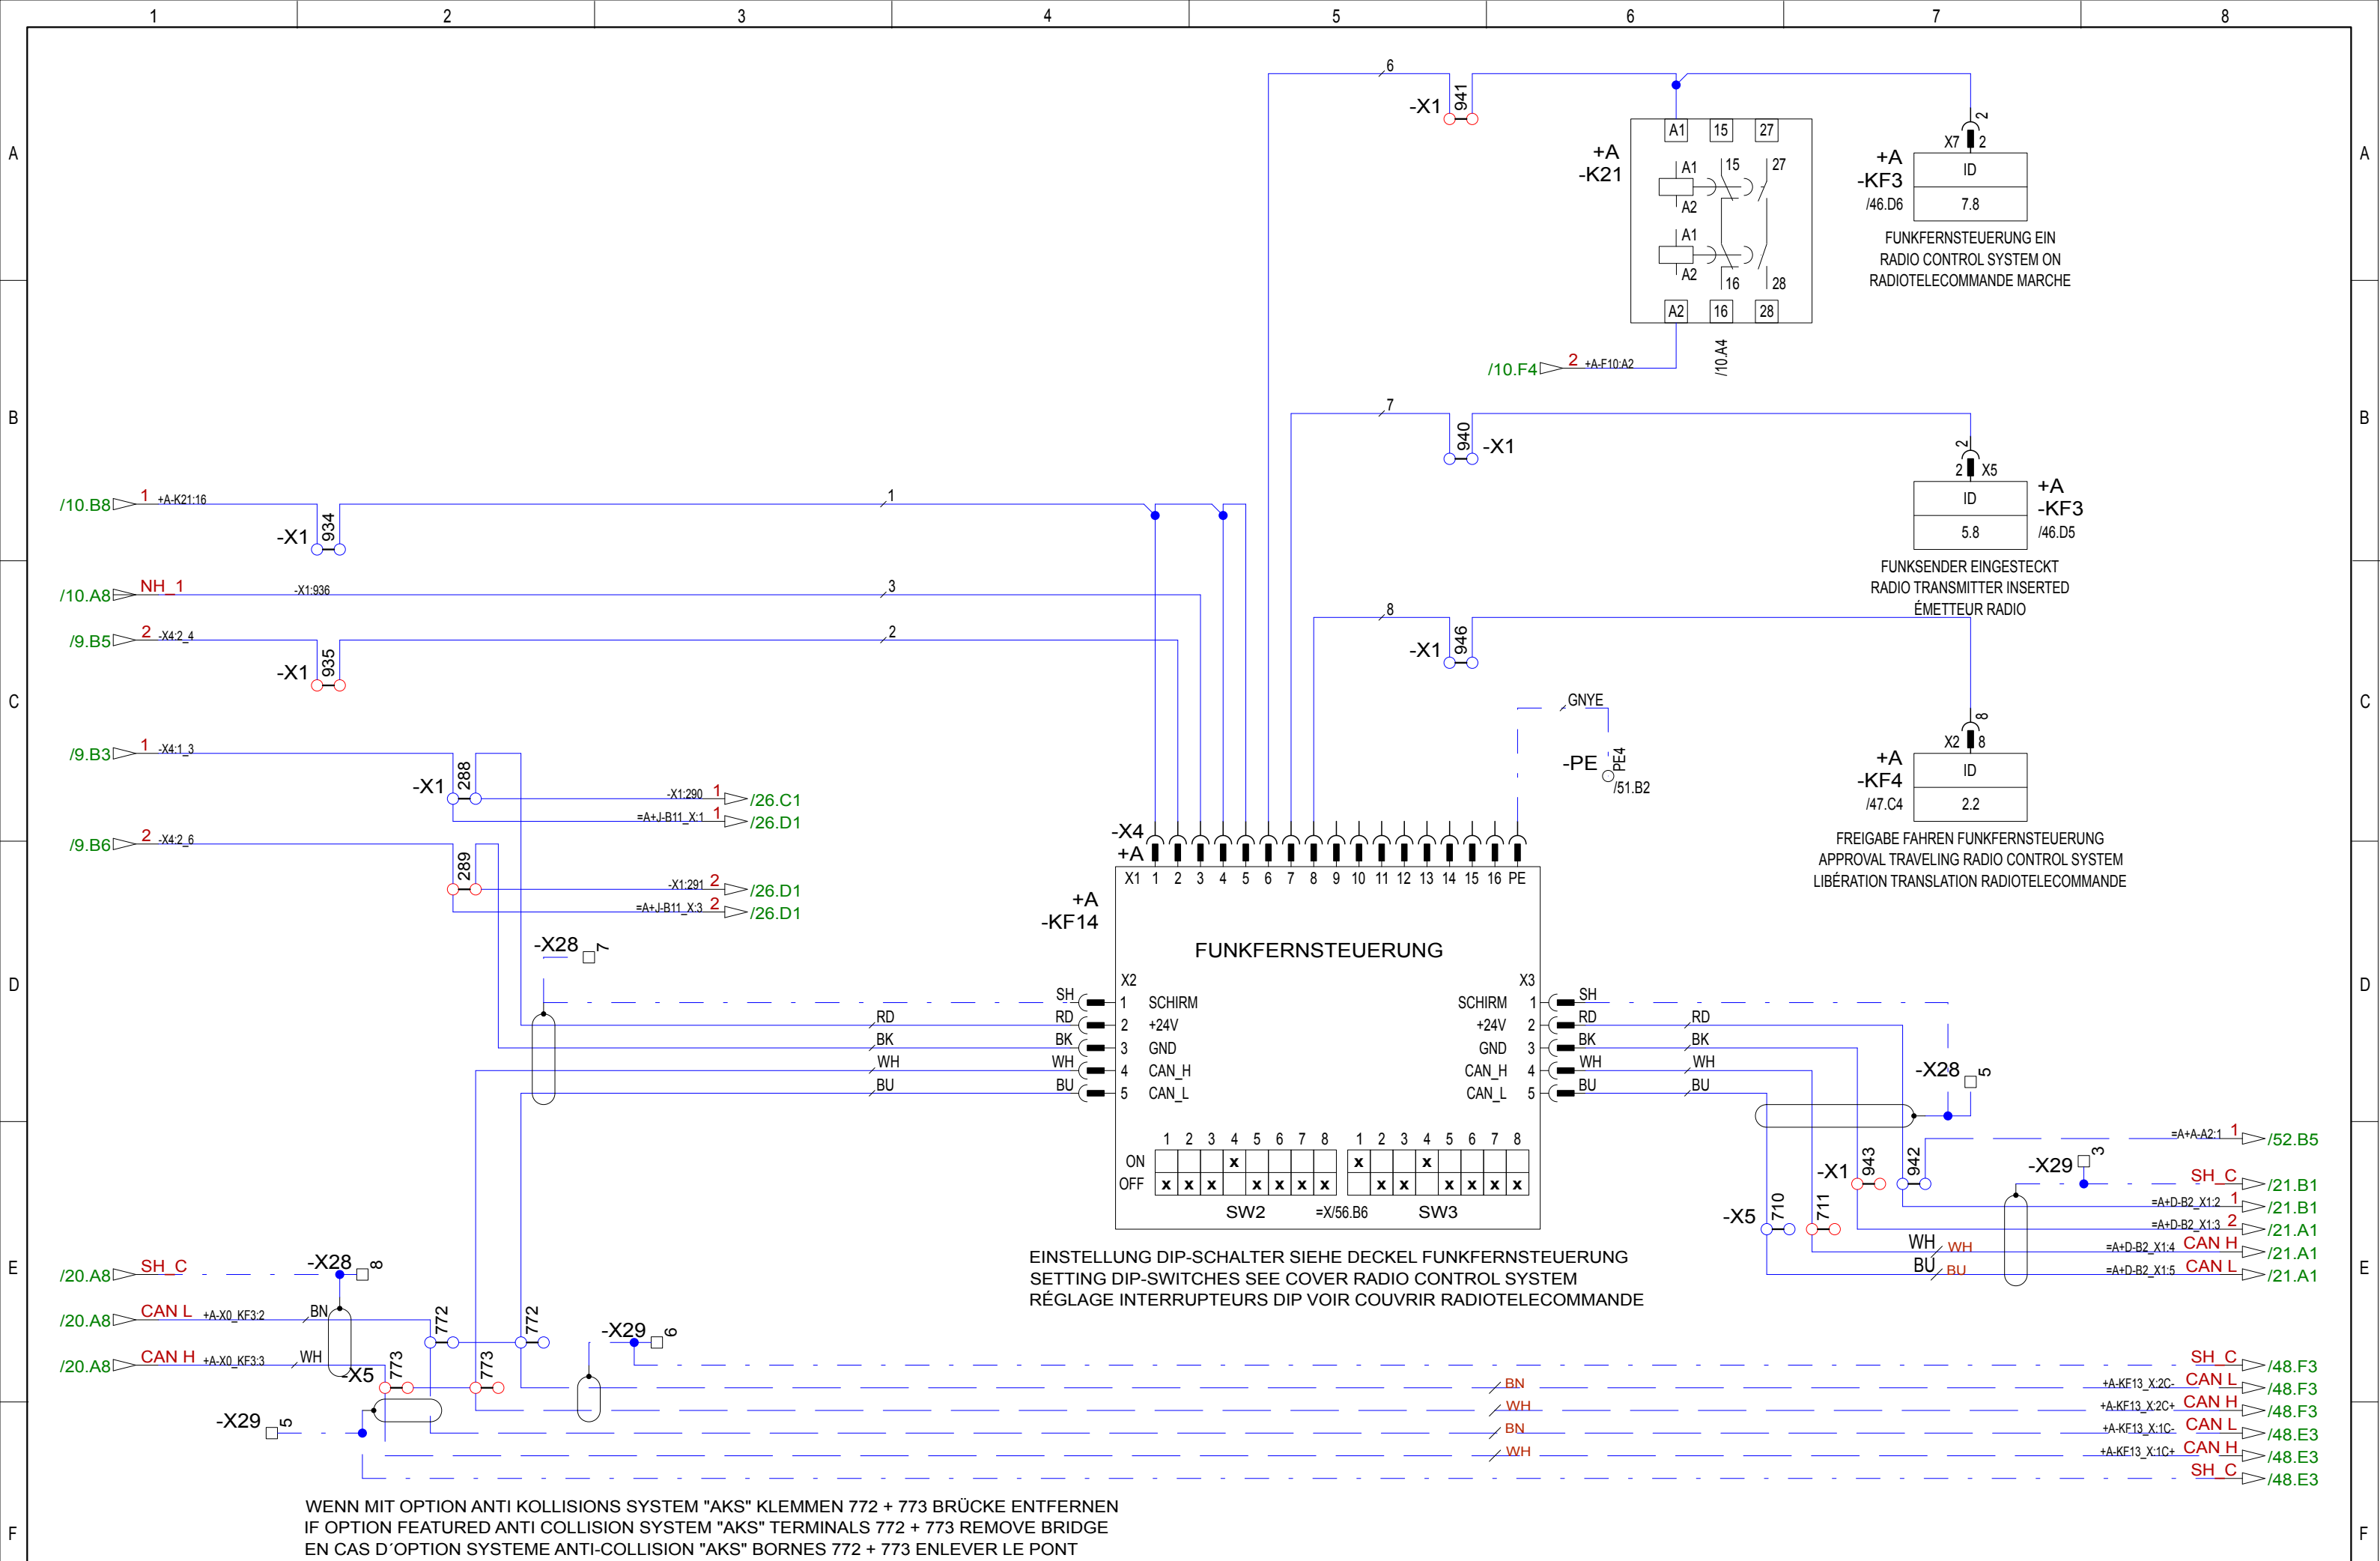 1 2 3 4 5 6 7 8
A A
B B
C C
D D
E E
F F
6
-X1 941
+A
-K21
A1 15 27
A1 15 27
A2
A1
A2 16 28
A2 16 28
/10.A4
/10.F4 2 +A-F10:A2
2
X7 2
+A
-KF3
/46.D6
ID
7.8
FUNKFERNSTEUERUNG EIN
RADIO CONTROL SYSTEM ON
RADIOTELECOMMANDE MARCHE
7
940 -X1
2
2 X5
ID
5.8
+A
-KF3
/46.D5
FUNKSENDER EINGESTECKT
RADIO TRANSMITTER INSERTED
ÉMETTEUR RADIO
8
-X1 946
8
X2 8
+A
-KF4
/47.C4
ID
2.2
FREIGABE FAHREN FUNKFERNSTEUERUNG
APPROVAL TRAVELING RADIO CONTROL SYSTEM
LIBÉRATION TRANSLATION RADIOTELECOMMANDE
/10.B8 1 +A-K21:16 1
-X1 934
/10.A8 NH_1 -X1:936 3
/9.B5 2 -X4:2_4 2
-X1 935
/9.B3 1 -X4:1_3
-X1 288
-X1:290 1 /26.C1
=A+J-B11_X:1 1 /26.D1
/9.B6 2 -X4:2_6
289
-X1:291 2 /26.D1
=A+J-B11_X:3 2 /26.D1
GNYE
-PE PE4
/51.B2
-X4
+A
X1 1 2 3 4 5 6 7 8 9 10 11 12 13 14 15 16 PE
+A
-KF14
FUNKFERNSTEUERUNG
X2 X3
-X28 7
SH 1 SCHIRM SCHIRM 1 SH
RD RD 2 +24V +24V 2 RD RD
BK BK 3 GND GND 3 BK BK
WH WH 4 CAN_H CAN_H 4 WH WH
BU BU 5 CAN_L CAN_L 5 BU BU
-X28 5
1 2 3 4 5 6 7 8 1 2 3 4 5 6 7 8
ON x x x
OFF x x x x x x x x x x x x x
SW2 =X/56.B6 SW3
EINSTELLUNG DIP-SCHALTER SIEHE DECKEL FUNKFERNSTEUERUNG
SETTING DIP-SWITCHES SEE COVER RADIO CONTROL SYSTEM
RÉGLAGE INTERRUPTEURS DIP VOIR COUVRIR RADIOTELECOMMANDE
=A+A-A2:1 1 /52.B5
-X1 943 942
-X29 3
SH_C /21.B1
=A+D-B2_X1:2 1 /21.B1
-X5 710 711
=A+D-B2_X1:3 2 /21.A1
WH WH =A+D-B2_X1:4 CAN H /21.A1
BU BU =A+D-B2_X1:5 CAN L /21.A1
/20.A8 SH_C
-X28 8
/20.A8 CAN L +A-X0_KF3:2 BN
772 772
/20.A8 CAN H +A-X0_KF3:3 WH
-X5 773 773
-X29 6
-X29 5
SH_C /48.F3
BN +A-KF13_X:2C- CAN L /48.F3
WH +A-KF13_X:2C+ CAN H /48.F3
BN +A-KF13_X:1C- CAN L /48.E3
WH +A-KF13_X:1C+ CAN H /48.E3
SH_C /48.E3
WENN MIT OPTION ANTI KOLLISIONS SYSTEM "AKS" KLEMMEN 772 + 773 BRÜCKE ENTFERNEN
IF OPTION FEATURED ANTI COLLISION SYSTEM "AKS" TERMINALS 772 + 773 REMOVE BRIDGE
EN CAS D´OPTION SYSTEME ANTI-COLLISION "AKS" BORNES 772 + 773 ENLEVER LE PONT